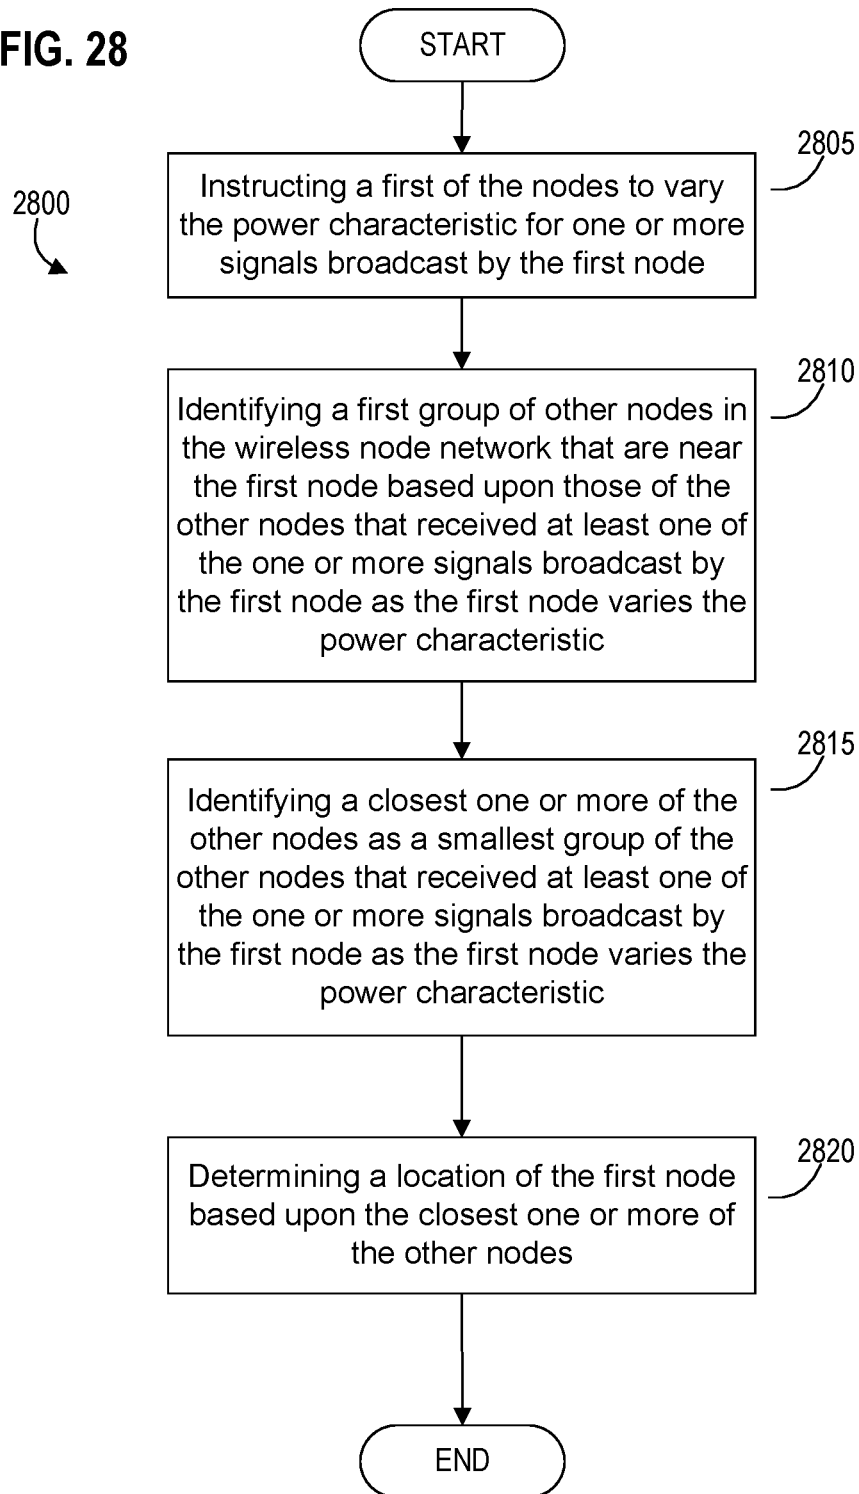 FIG. 28
START
2800
2805
Instructing a first of the nodes to vary
the power characteristic for one or more
signals broadcast by the first node
2810
Identifying a first group of other nodes in
the wireless node network that are near
the first node based upon those of the
other nodes that received at least one of
the one or more signals broadcast by
the first node as the first node varies the
power characteristic
2815
Identifying a closest one or more of the
other nodes as a smallest group of the
other nodes that received at least one of
the one or more signals broadcast by
the first node as the first node varies the
power characteristic
2820
Determining a location of the first node
based upon the closest one or more of
the other nodes
END